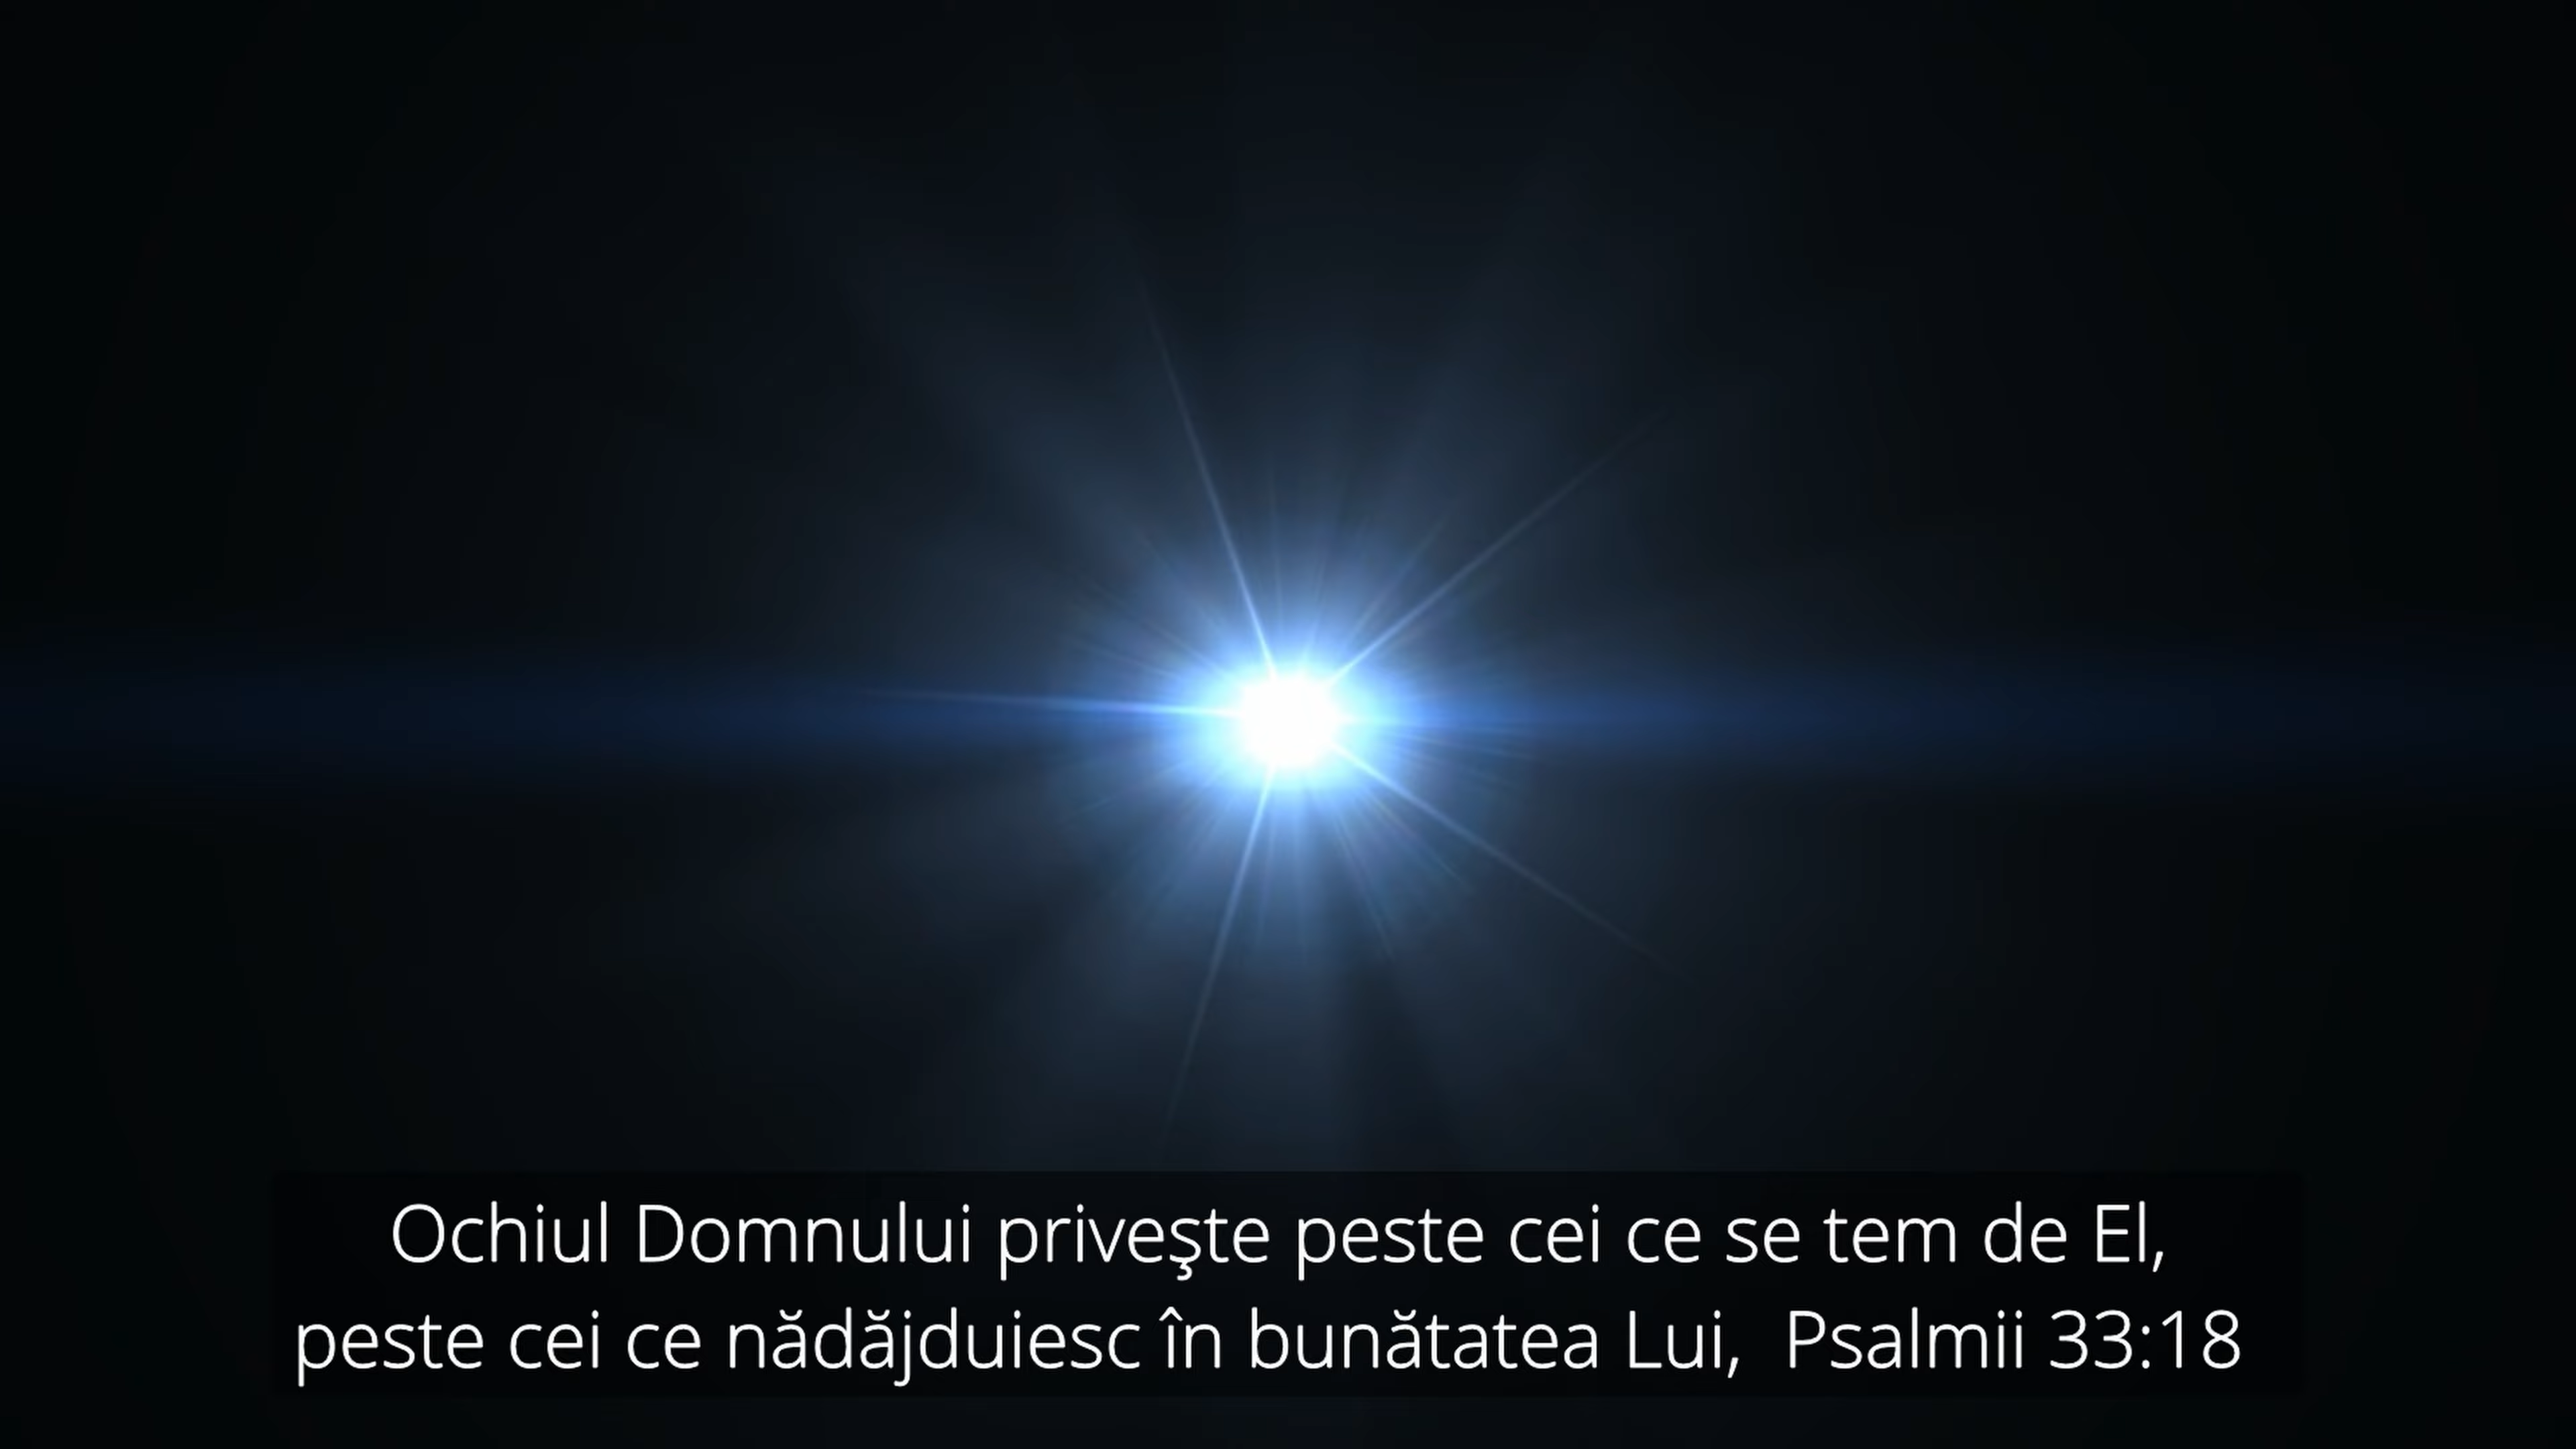 Ochiul Domnului priveşte peste cei ce se tem de El,
peste cei ce nădăjduiesc în bunătatea Lui,  Psalmii 33:18